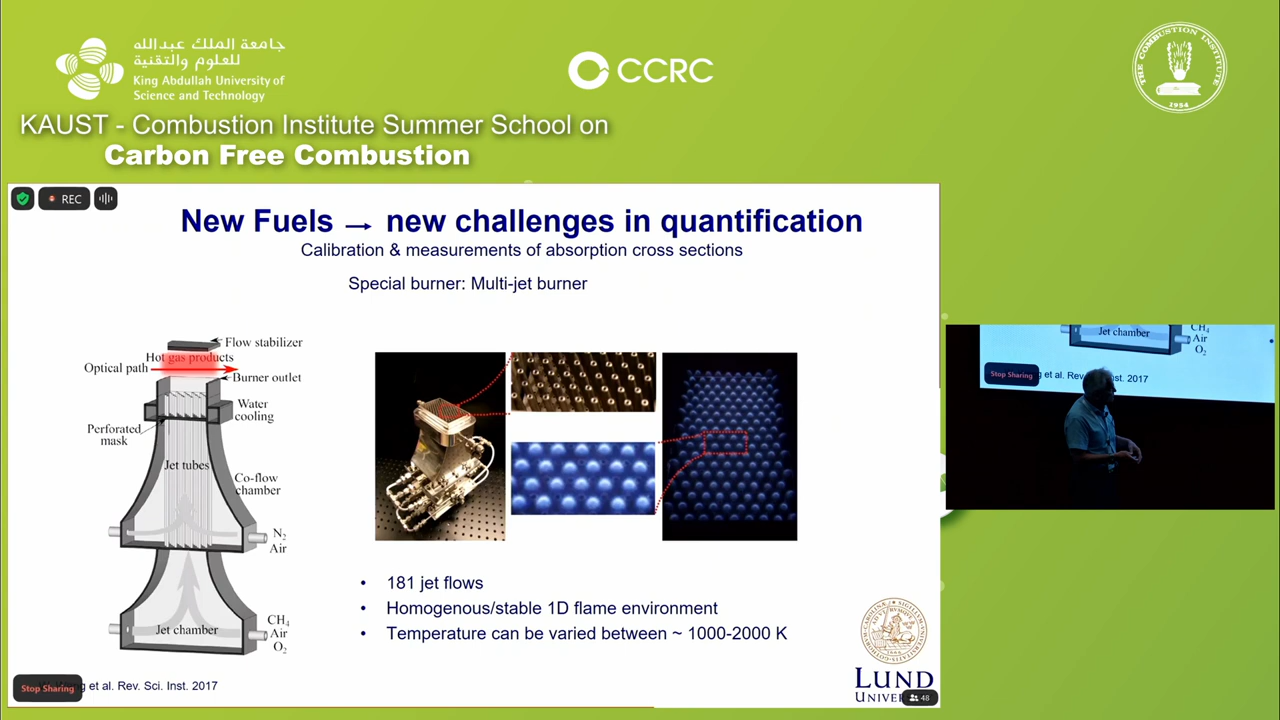 جامعة الملك عبدالله
للعلوم والتقنية
King Abdullah University of
Science and Technology
CCRC
THE COMBUSTION INSTITUTE
1954
KAUST - Combustion Institute Summer School on
Carbon Free Combustion
REC
New Fuels → new challenges in quantification
Calibration & measurements of absorption cross sections
Special burner: Multi-jet burner
Flow stabilizer
Hot gas products
Optical path
Burner outlet
Water
cooling
Perforated
mask
Jet tubes
Co-flow
chamber
N2
Air
CH4
Air
O2
Jet chamber
• 181 jet flows
• Homogenous/stable 1D flame environment
• Temperature can be varied between ~ 1000-2000 K
Stop Sharing
et al. Rev. Sci. Inst. 2017
LUND
48
Jet chamber
CH4
Air
O2
Stop Sharing
et al. Rev. Sci. Inst. 2017